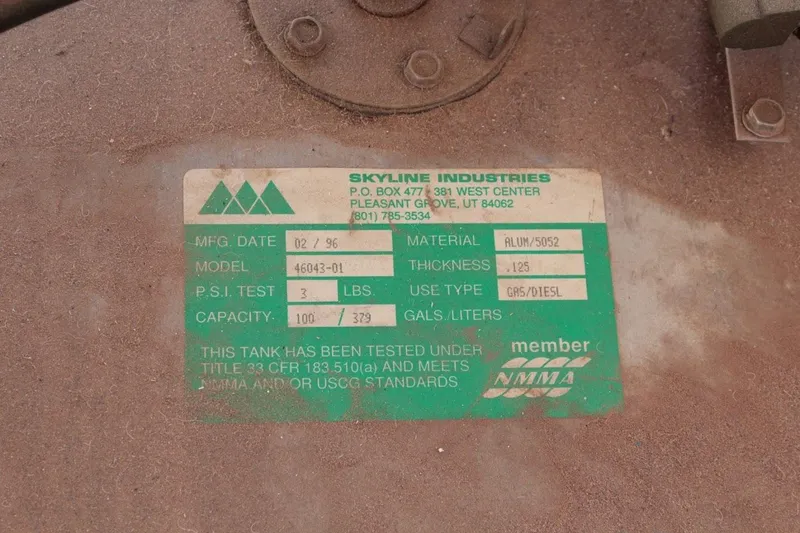 SKYLINE INDUSTRIES
P.O. BOX 477 - 381 WEST CENTER
PLEASANT GROVE, UT 84062
(801) 785-3534
MFG. DATE 02 / 96 MATERIAL ALUM/5052
MODEL 46043-01 THICKNESS .125
P.S.I. TEST 3 LBS. USE TYPE GAS/DIESL
CAPACITY 100 / 379 GALS./LITERS
THIS TANK HAS BEEN TESTED UNDER
TITLE 33 CFR 183.510(a) AND MEETS
NMMA AND/OR USCG STANDARDS
member
NMMA